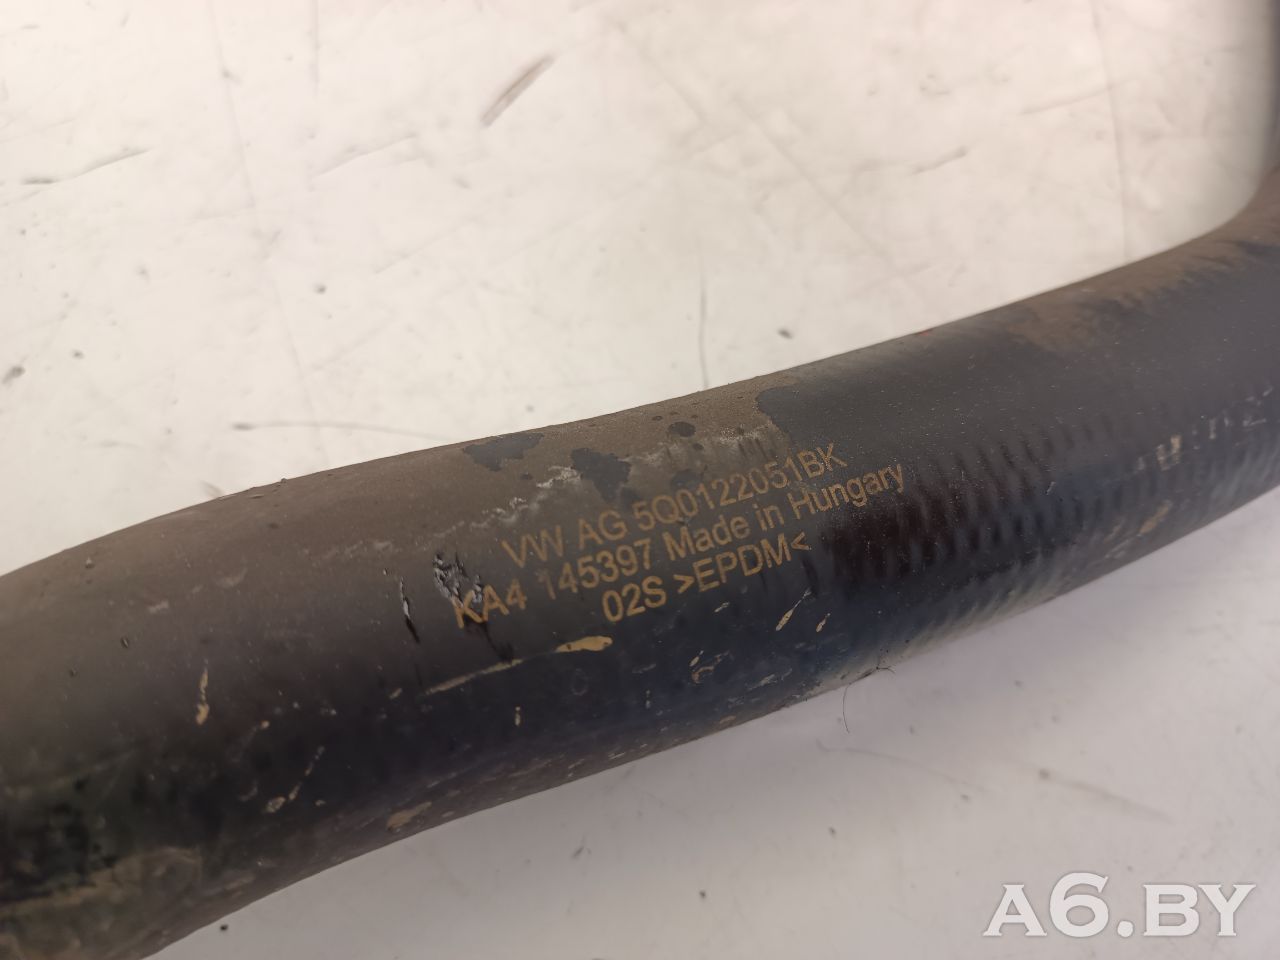 VW AG 5Q0122051BK
KA4 145397 Made in Hungary
02S >EPDM<
A6.BY